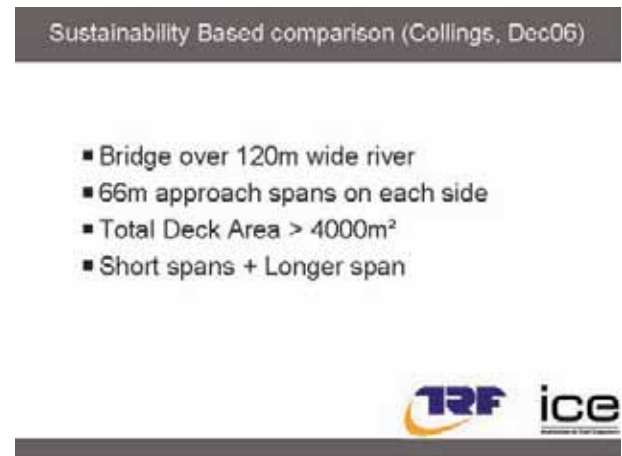 Sustainability Based comparison (Collings, Dec06)
■ Bridge over 120m wide river
■ 66m approach spans on each side
■ Total Deck Area > 4000m²
■ Short spans + Longer span
TRF
ice